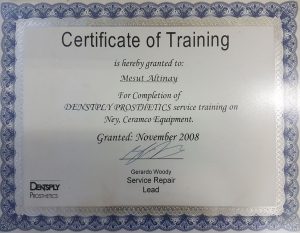 Certificate of Training
is hereby granted to:
Mesut Altinay
For Completion of
DENSTPLY PROSTHETICS service training on
Ney, Ceramco Equipment.
Granted: November 2008
Gerardo Woody
Service Repair
Lead
DENTSPLY
PROSTHETICS